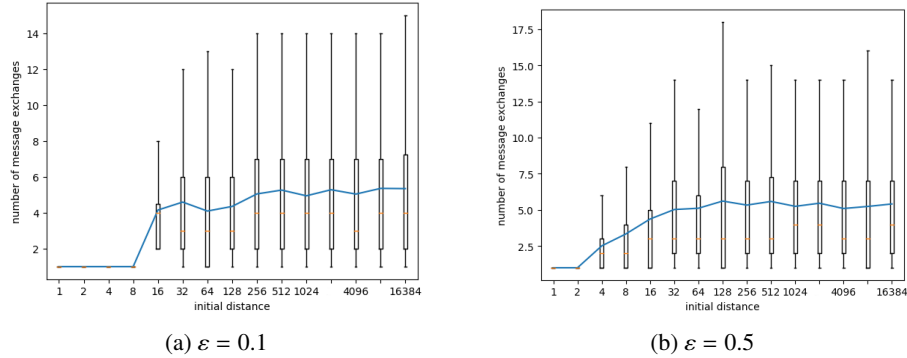 14
12
10
8
6
4
2
number of message exchanges
1 2 4 8 16 32 64 128 256 512 1024 4096 16384
initial distance
(a) ε = 0.1
17.5
15.0
12.5
10.0
7.5
5.0
2.5
number of message exchanges
1 2 4 8 16 32 64 128 256 512 1024 4096 16384
initial distance
(b) ε = 0.5